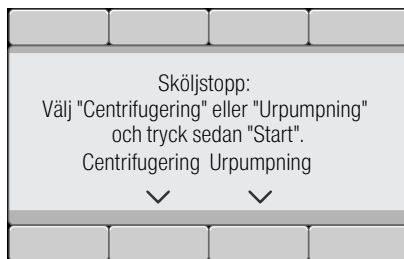 Sköljstopp:
Välj "Centrifugering" eller "Urpumpning"
och tryck sedan "Start".
Centrifugering Urpumpning